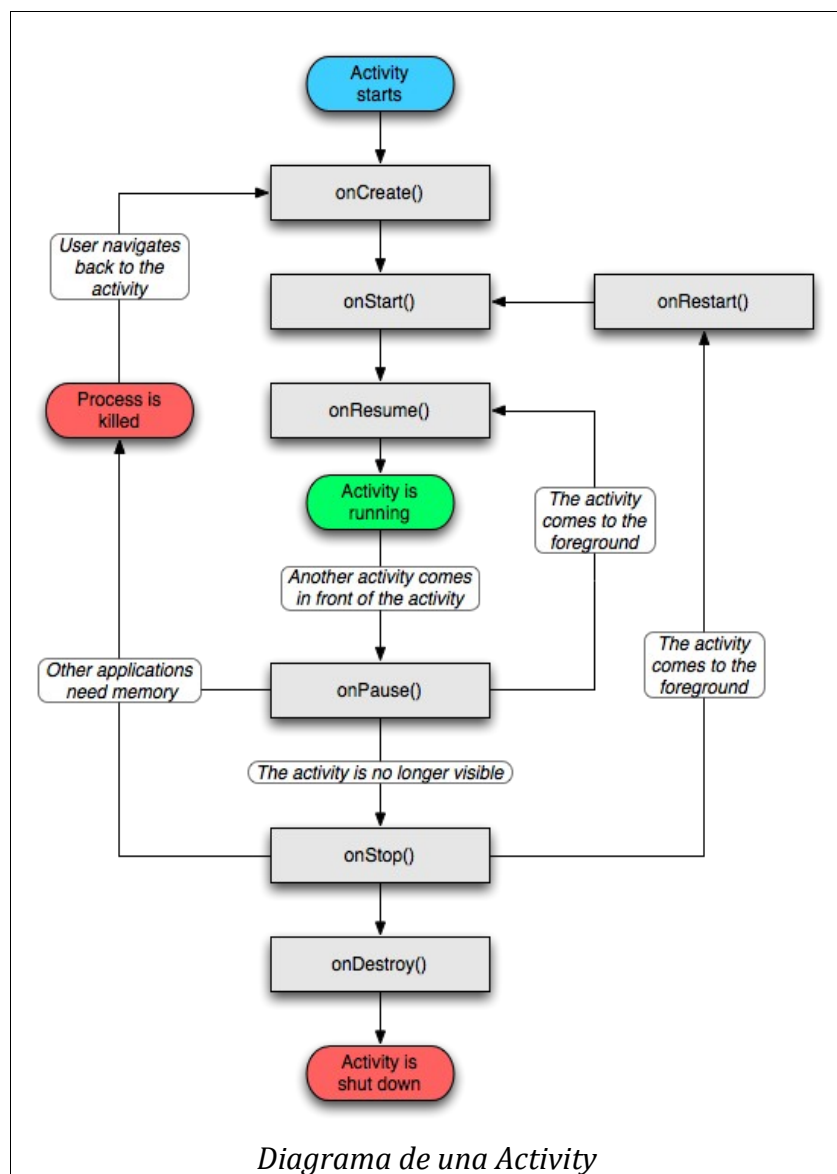 Activity
starts
onCreate()
User navigates
back to the
activity
onStart()
onRestart()
Process is
killed
onResume()
Activity is
running
The activity
comes to the
foreground
Another activity comes
in front of the activity
Other applications
need memory
onPause()
The activity
comes to the
foreground
The activity is no longer visible
onStop()
onDestroy()
Activity is
shut down
Diagrama de una Activity